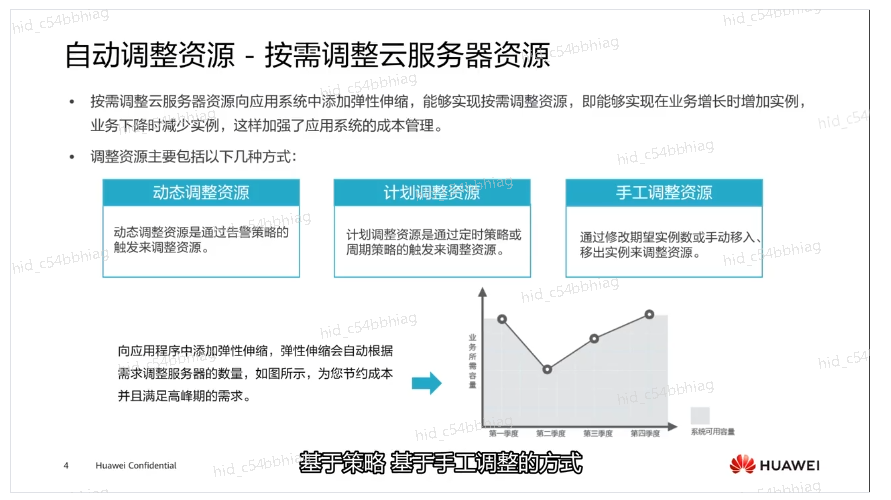 自动调整资源 - 按需调整云服务器资源
• 按需调整云服务器资源向应用系统中添加弹性伸缩，能够实现按需调整资源，即能够实现在业务增长时增加实例，
业务下降时减少实例，这样加强了应用系统的成本管理。
• 调整资源主要包括以下几种方式：
动态调整资源
动态调整资源是通过告警策略的
触发来调整资源。
计划调整资源
计划调整资源是通过定时策略或
周期策略的触发来调整资源。
手工调整资源
通过修改期望实例数或手动移入、
移出实例来调整资源。
向应用程序中添加弹性伸缩，弹性伸缩会自动根据
需求调整服务器的数量，如图所示，为您节约成本
并且满足高峰期的需求。
业务所需容量
第一季度 第二季度 第三季度 第四季度
系统可用容量
基于策略 基于手工调整的方式
4 Huawei Confidential
HUAWEI
hid_c54bbhiag